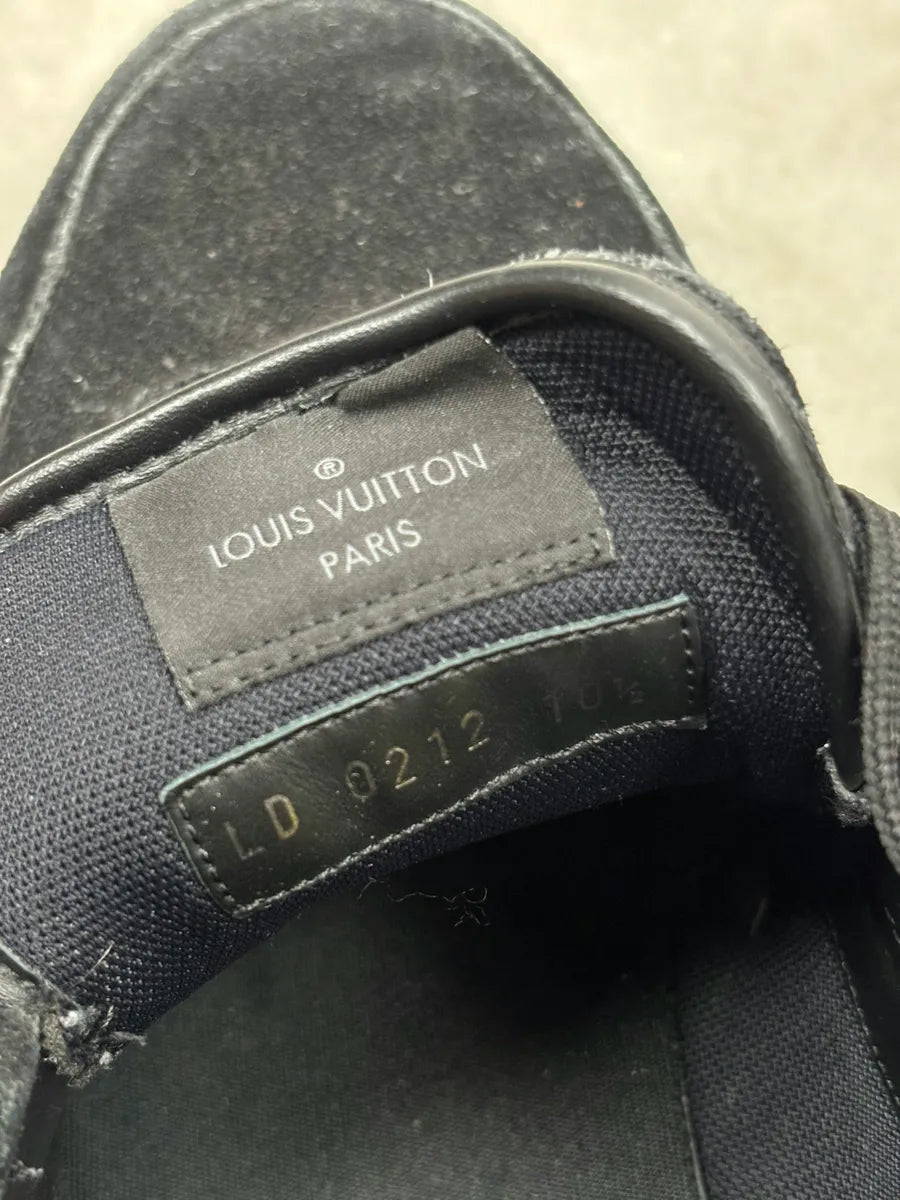 ®
LOUIS VUITTON
PARIS
LD 0212 10½